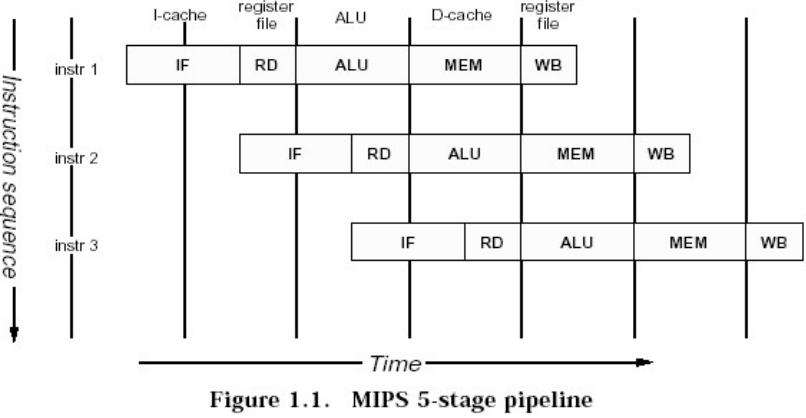 I-cache register file ALU D-cache register file
instr 1 IF RD ALU MEM WB
instr 2 IF RD ALU MEM WB
instr 3 IF RD ALU MEM WB
Instruction sequence
Time
Figure 1.1. MIPS 5-stage pipeline